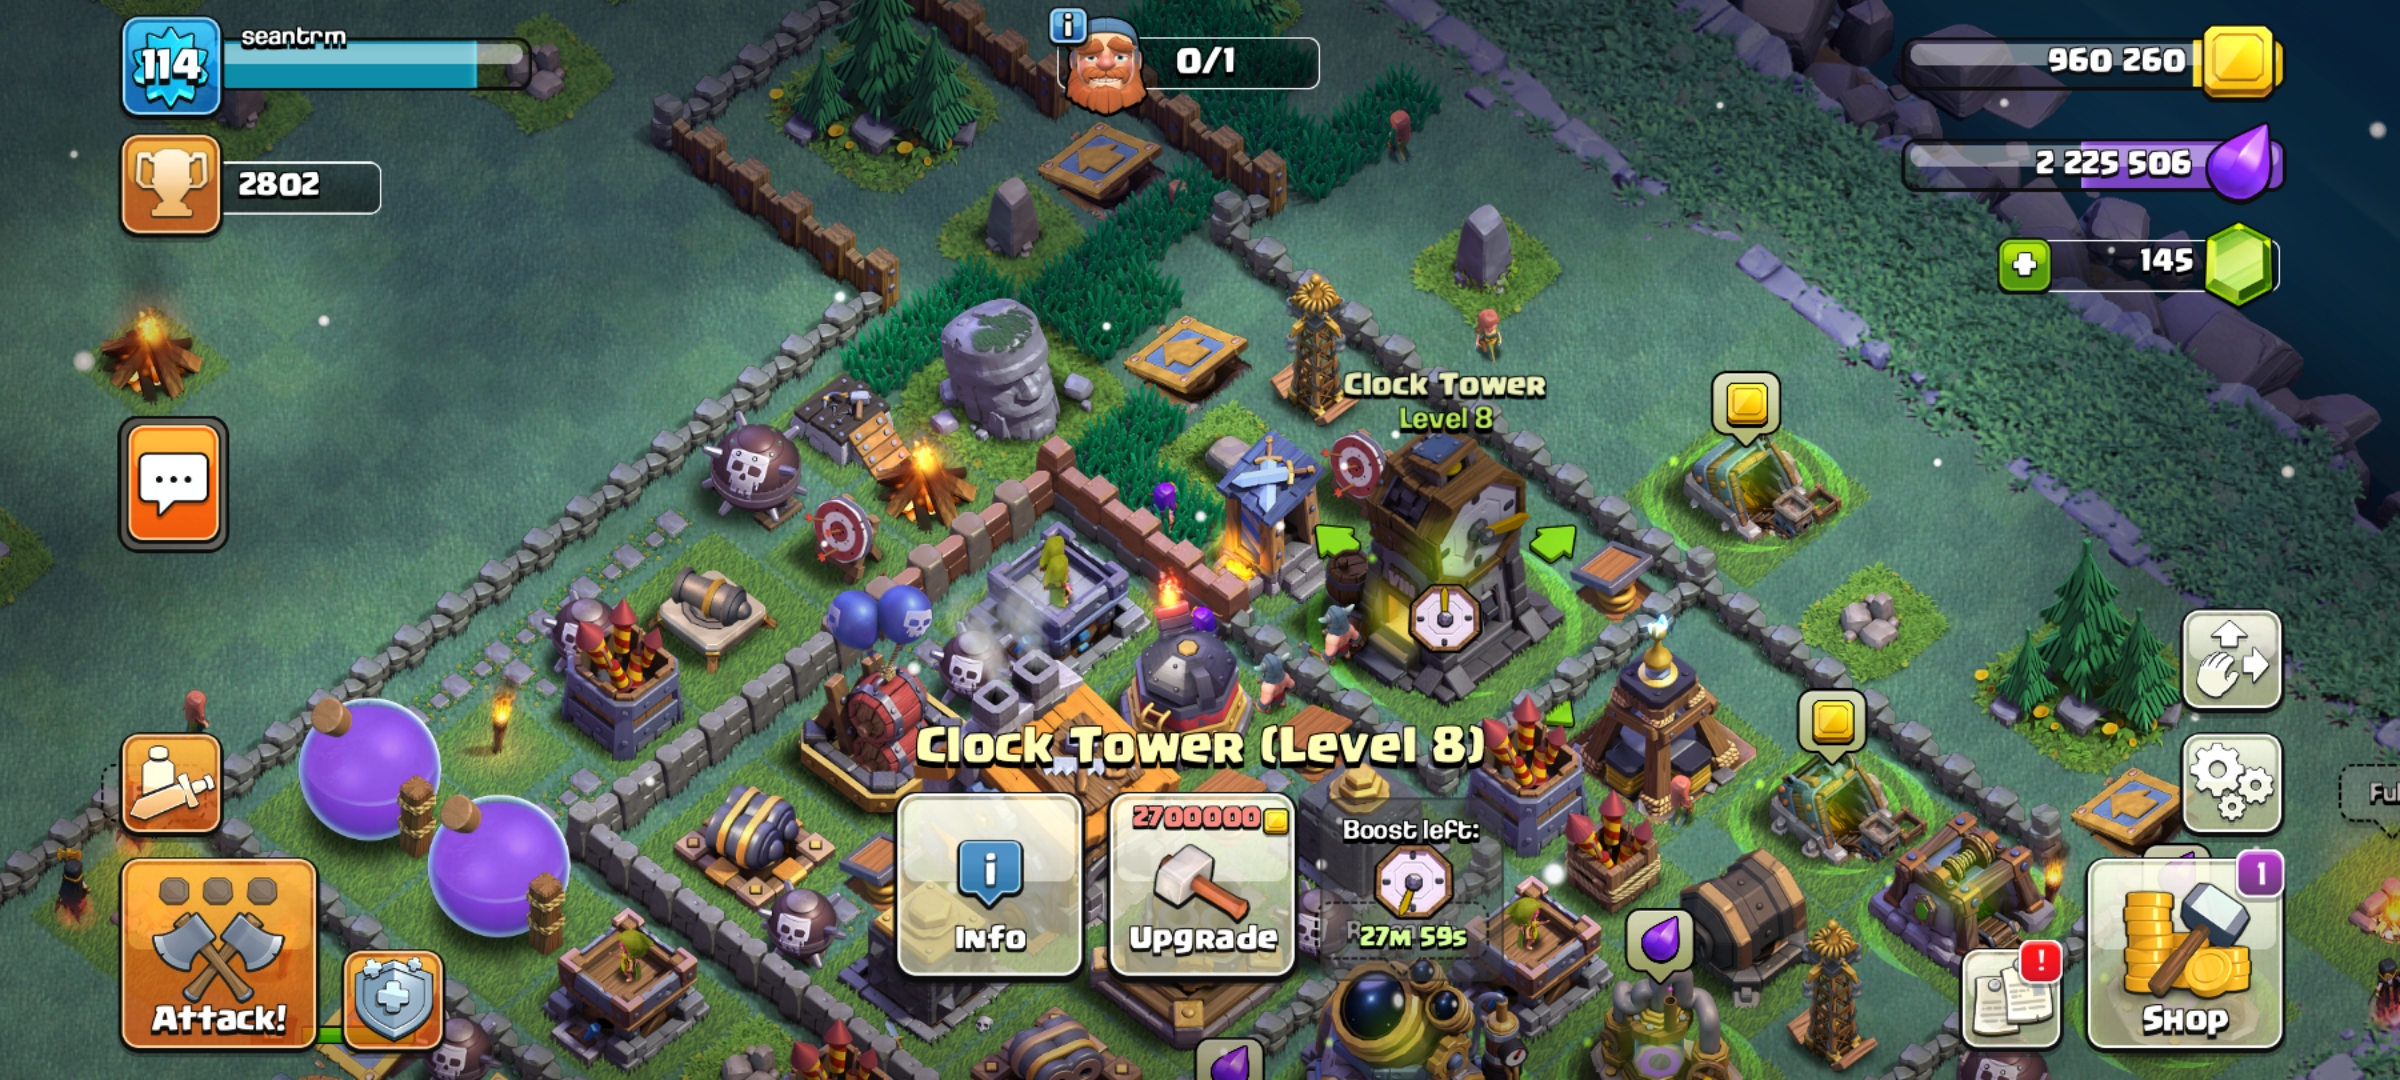 114
seantrm
0/1
960 260
2802
2 225 506
145
Clock Tower
Level 8
Clock Tower (Level 8)
2700000
Boost left:
Info
Upgrade
27M 59s
Attack!
1
!
Shop